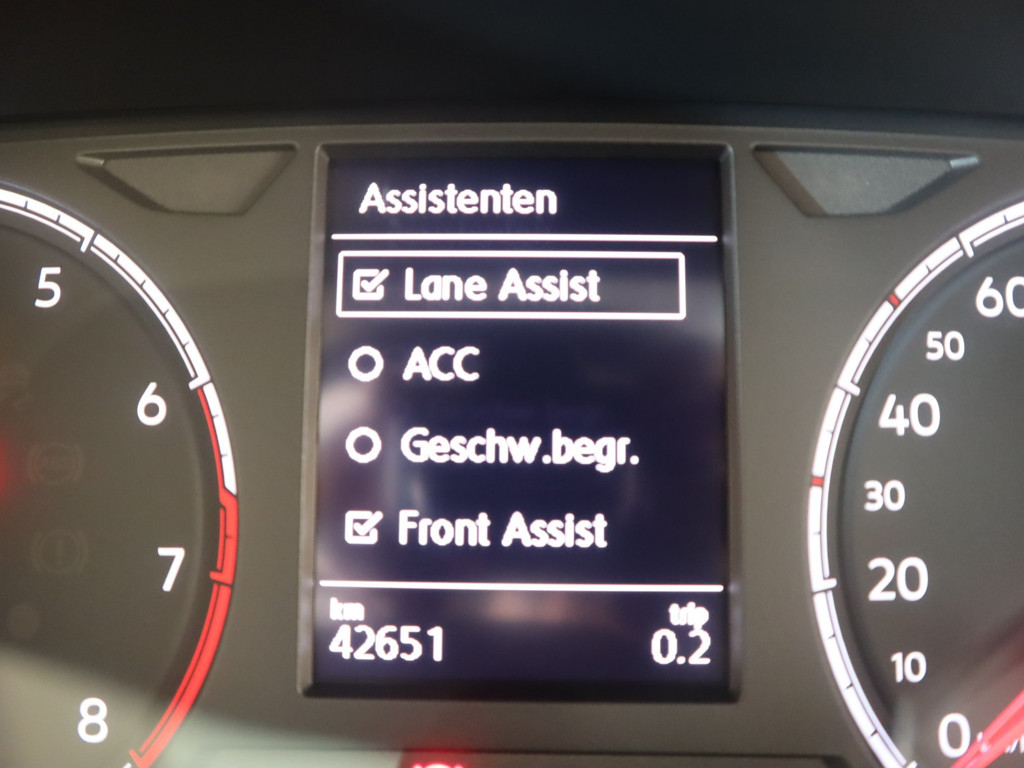 Assistenten
Lane Assist
ACC
Geschw.begr.
Front Assist
km trip
42651 0.2
5
6
7
8
60
50
40
30
20
10
0